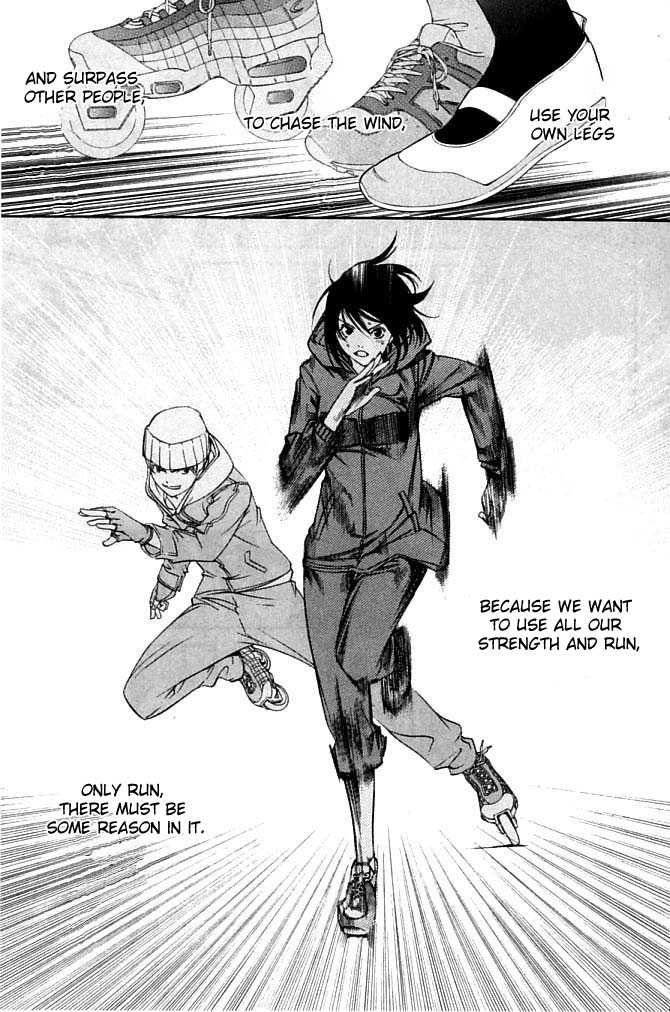 USE YOUR
OWN LEGS
TO CHASE THE WIND,
AND SURPASS
OTHER PEOPLE,
BECAUSE WE WANT
TO USE ALL OUR
STRENGTH AND RUN,
ONLY RUN,
THERE MUST BE
SOME REASON IN IT.